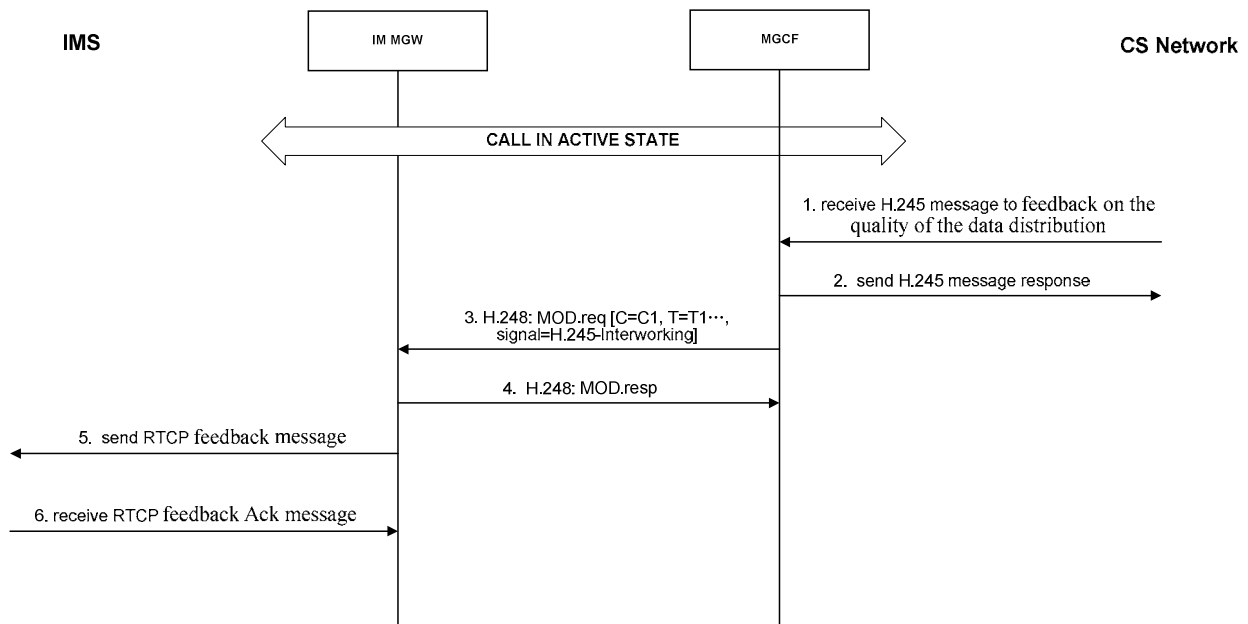 IMS
IM MGW
MGCF
CS Network
CALL IN ACTIVE STATE
1. receive H.245 message to feedback on the
quality of the data distribution
2. send H.245 message response
3. H.248: MOD.req [C=C1, T=T1⋯,
signal=H.245-Interworking]
4. H.248: MOD.resp
5. send RTCP feedback message
6. receive RTCP feedback Ack message